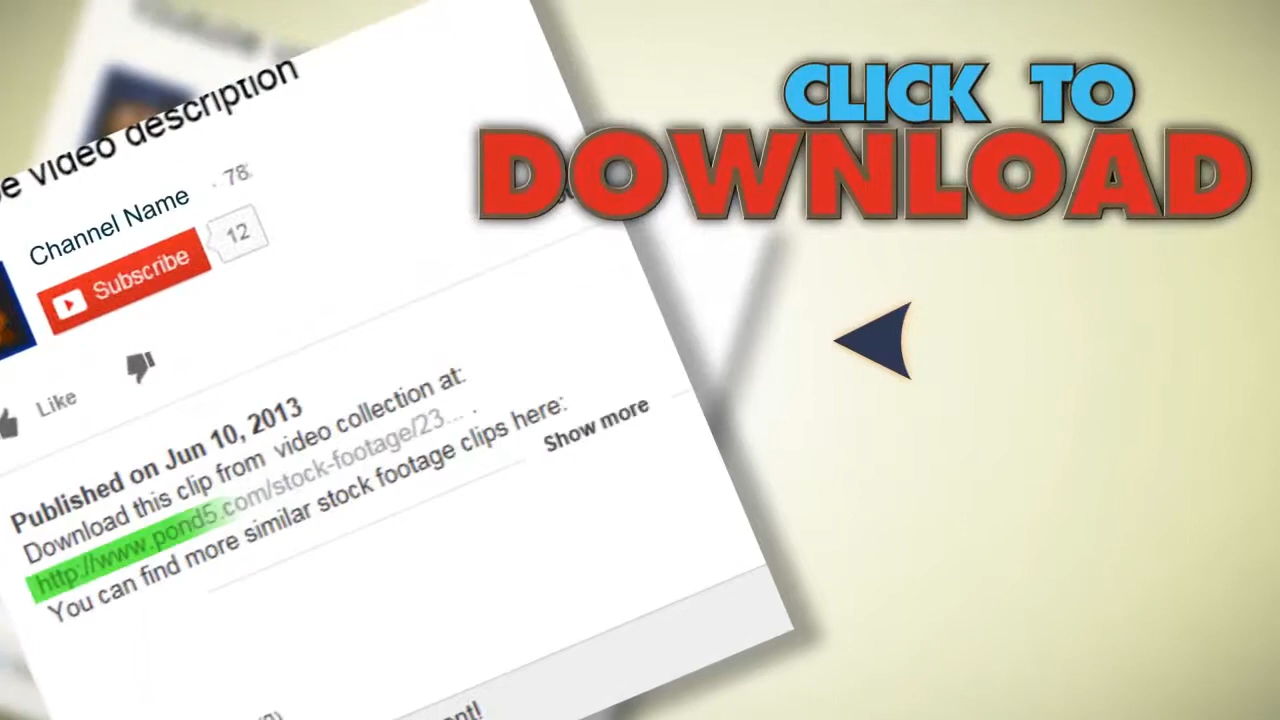 CLICK TO
DOWNLOAD
video description
Channel Name
78
Subscribe
12
Like
Published on Jun 10, 2013
Download this clip from video collection at:
http://www.pond5.com/stock-footage/23...
You can find more similar stock footage clips here:
Show more